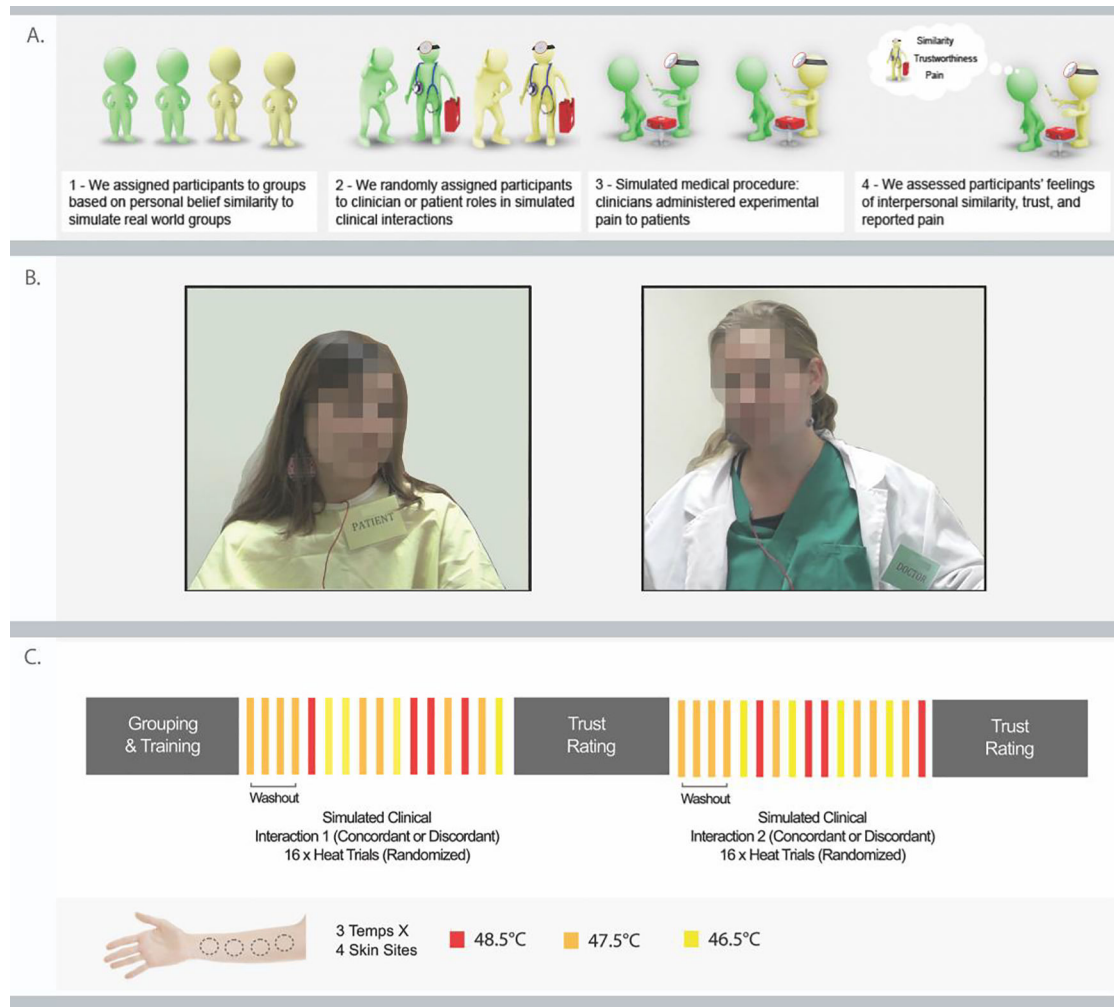 A.
Similarity
Trustworthiness
Pain
1 - We assigned participants to groups
based on personal belief similarity to
simulate real world groups
2 - We randomly assigned participants
to clinician or patient roles in simulated
clinical interactions
3 - Simulated medical procedure:
clinicians administered experimental
pain to patients
4 - We assessed participants' feelings
of interpersonal similarity, trust, and
reported pain
B.
PATIENT
DOCTOR
C.
Grouping
& Training
Trust
Rating
Trust
Rating
Washout
Washout
Simulated Clinical
Interaction 1 (Concordant or Discordant)
16 x Heat Trials (Randomized)
Simulated Clinical
Interaction 2 (Concordant or Discordant)
16 x Heat Trials (Randomized)
3 Temps X
4 Skin Sites
48.5°C
47.5°C
46.5°C